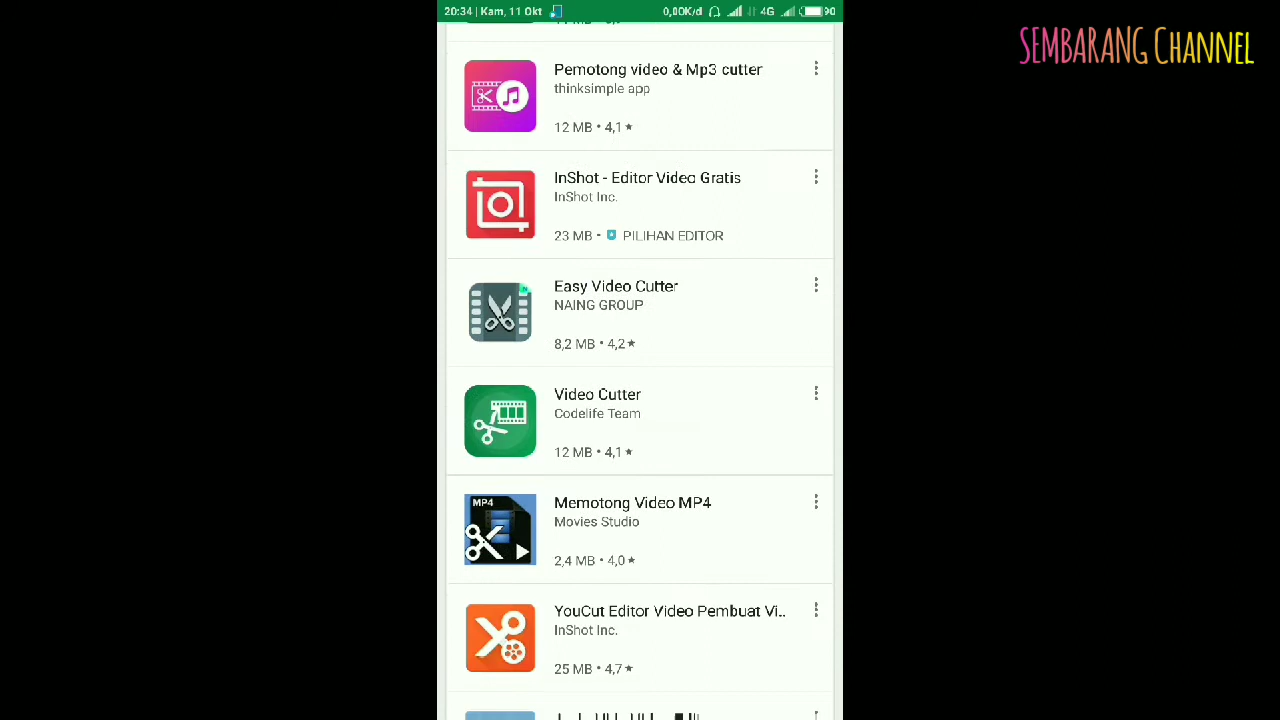 20:34 | Kam, 11 Okt
0,00K/d
4G
90
SEMBARANG CHANNEL
Pemotong video & Mp3 cutter
thinksimple app
12 MB • 4,1★
InShot - Editor Video Gratis
InShot Inc.
23 MB • PILIHAN EDITOR
Easy Video Cutter
NAING GROUP
8,2 MB • 4,2★
Video Cutter
Codelife Team
12 MB • 4,1★
MP4
Memotong Video MP4
Movies Studio
2,4 MB • 4,0★
YouCut Editor Video Pembuat Vi..
InShot Inc.
25 MB • 4,7★